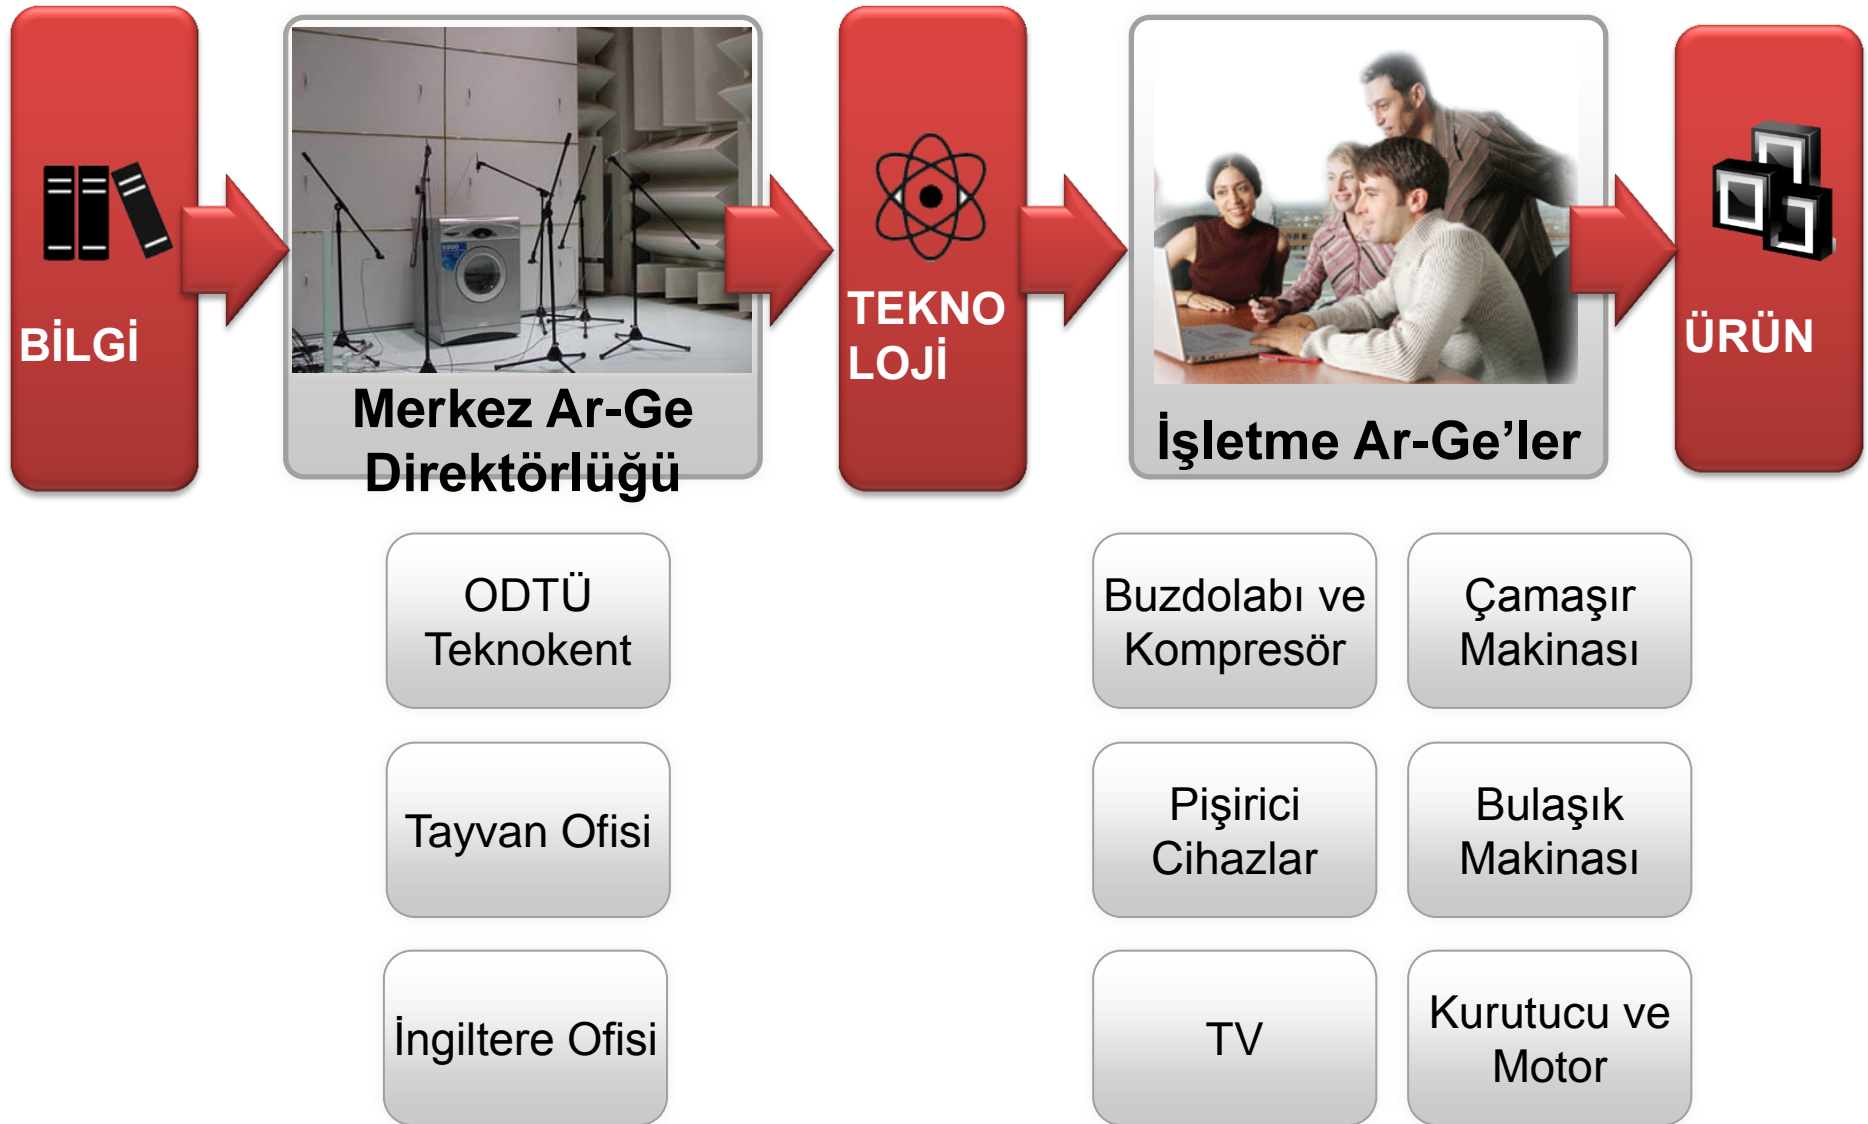 BİLGİ
Merkez Ar-Ge
Direktörlüğü
TEKNO
LOJİ
İşletme Ar-Ge’ler
ÜRÜN
ODTÜ
Teknokent
Tayvan Ofisi
İngiltere Ofisi
Buzdolabı ve
Kompresör
Çamaşır
Makinası
Pişirici
Cihazlar
Bulaşık
Makinası
TV
Kurutucu ve
Motor